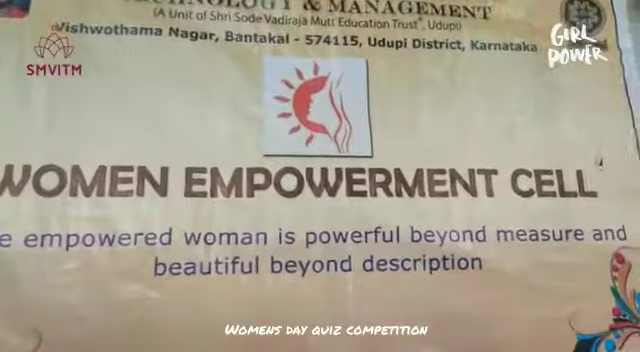 & MANAGEMENT
(A Unit of Shri Sode Vadiraja Mutt Education Trust®, Udupi)
Vishwothama Nagar, Bantakal - 574115, Udupi District, Karnataka
SMVITM
GIRL
POWER
WOMEN EMPOWERMENT CELL
e empowered woman is powerful beyond measure and
beautiful beyond description
WOMENS DAY QUIZ COMPETITION